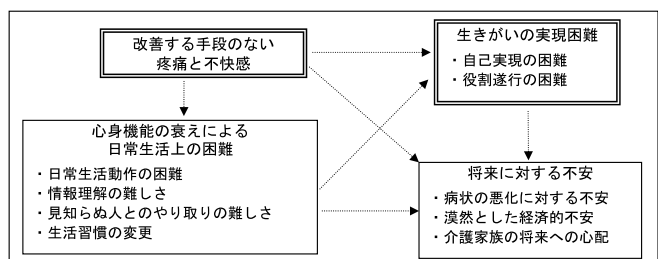 改善する手段のない
疼痛と不快感
生きがいの実現困難
・自己実現の困難
・役割遂行の困難
心身機能の衰えによる
日常生活上の困難
・日常生活動作の困難
・情報理解の難しさ
・見知らぬ人とのやり取りの難しさ
・生活習慣の変更
将来に対する不安
・病状の悪化に対する不安
・漠然とした経済的不安
・介護家族の将来への心配